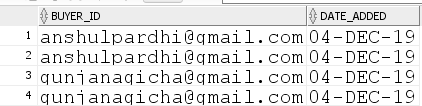 BUYER_ID DATE_ADDED
1 anshulpardhi@gmail.com 04-DEC-19
2 anshulpardhi@gmail.com 04-DEC-19
3 gunjanagicha@gmail.com 04-DEC-19
4 gunjanagicha@gmail.com 04-DEC-19